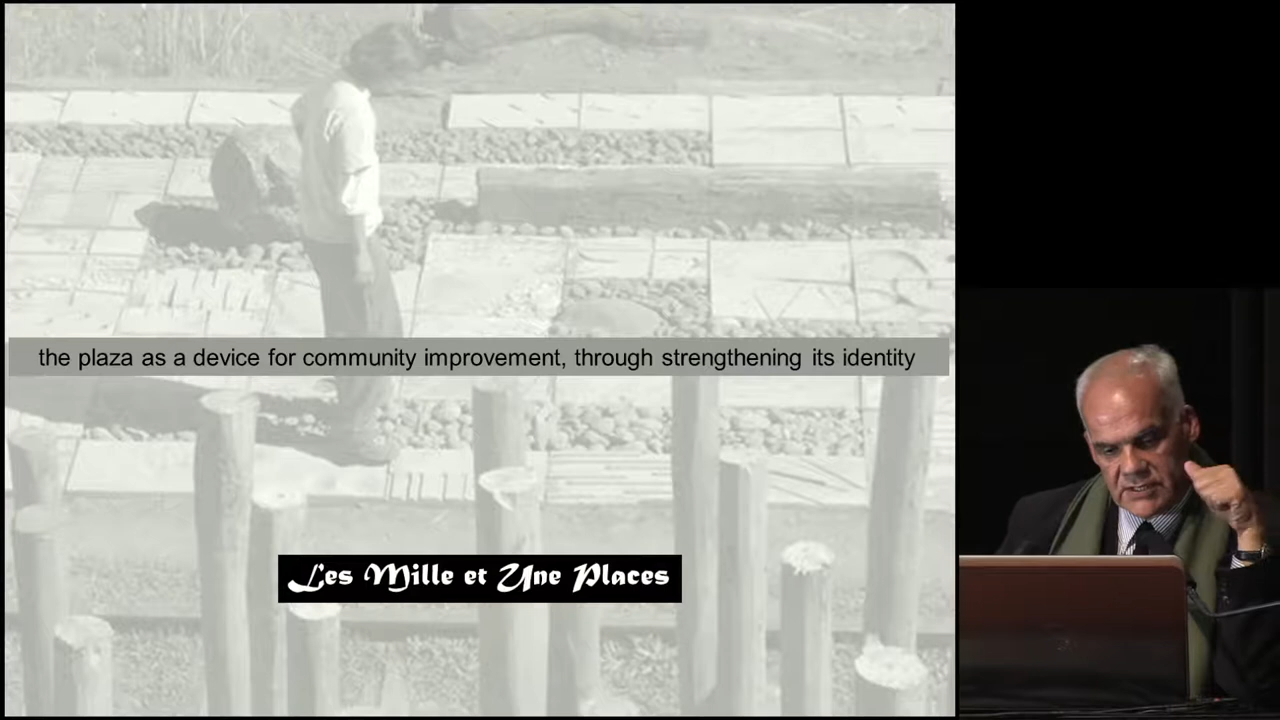 the plaza as a device for community improvement, through strengthening its identity
Les Mille et Une Places